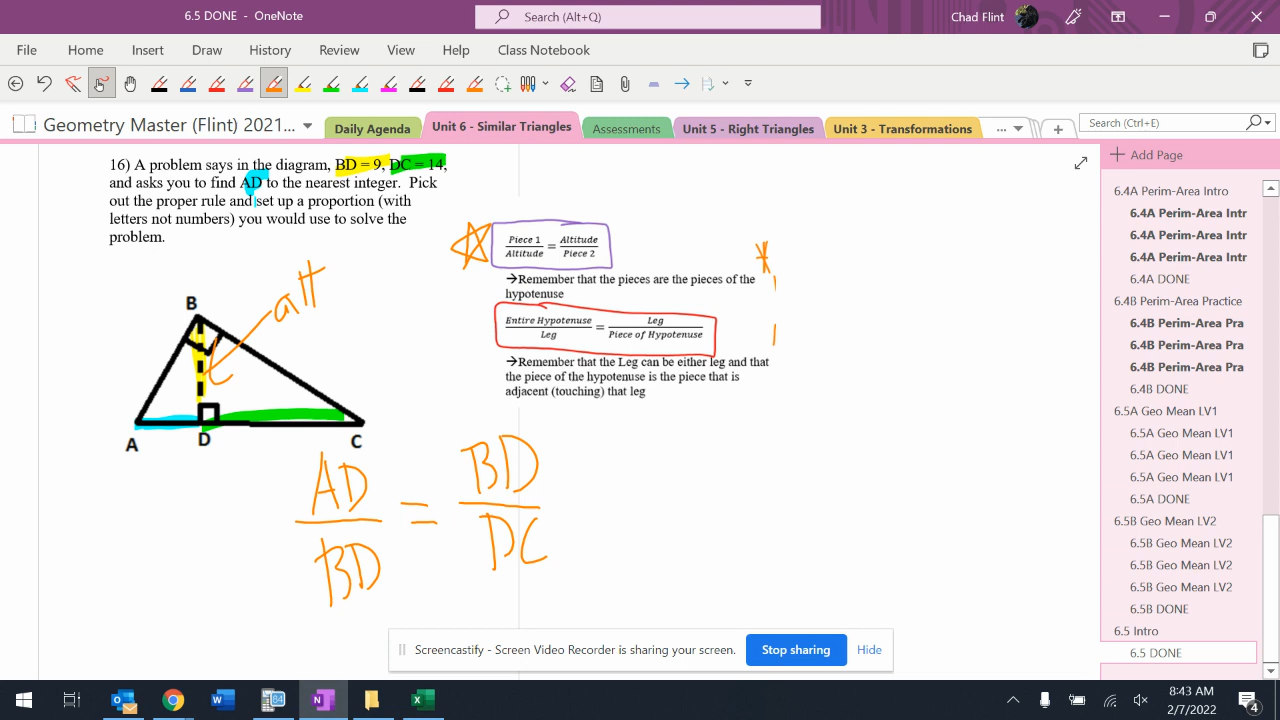 6.5 DONE - OneNote
Search (Alt+Q)
Chad Flint
File Home Insert Draw History Review View Help Class Notebook
Geometry Master (Flint) 2021...
Daily Agenda
Unit 6 - Similar Triangles
Assessments
Unit 5 - Right Triangles
Unit 3 - Transformations
...
Search (Ctrl+E)
16) A problem says in the diagram, BD = 9, DC = 14,
and asks you to find AD to the nearest integer. Pick
out the proper rule and set up a proportion (with
letters not numbers) you would use to solve the
problem.
Piece 1 / Altitude = Altitude / Piece 2
→Remember that the pieces are the pieces of the
hypotenuse
Entire Hypotenuse / Leg = Leg / Piece of Hypotenuse
→Remember that the Leg can be either leg and that
the piece of the hypotenuse is the piece that is
adjacent (touching) that leg
alt
B
A
D
C
AD / BD = BD / DC
Add Page
6.4A Perim-Area Intro
6.4A Perim-Area Intr
6.4A Perim-Area Intr
6.4A Perim-Area Intr
6.4A DONE
6.4B Perim-Area Practice
6.4B Perim-Area Pra
6.4B Perim-Area Pra
6.4B Perim-Area Pra
6.4B DONE
6.5A Geo Mean LV1
6.5A Geo Mean LV1
6.5A Geo Mean LV1
6.5A Geo Mean LV1
6.5A DONE
6.5B Geo Mean LV2
6.5B Geo Mean LV2
6.5B Geo Mean LV2
6.5B Geo Mean LV2
6.5B DONE
6.5 Intro
6.5 DONE
Screencastify - Screen Video Recorder is sharing your screen.
Stop sharing
Hide
8:43 AM
2/7/2022
4